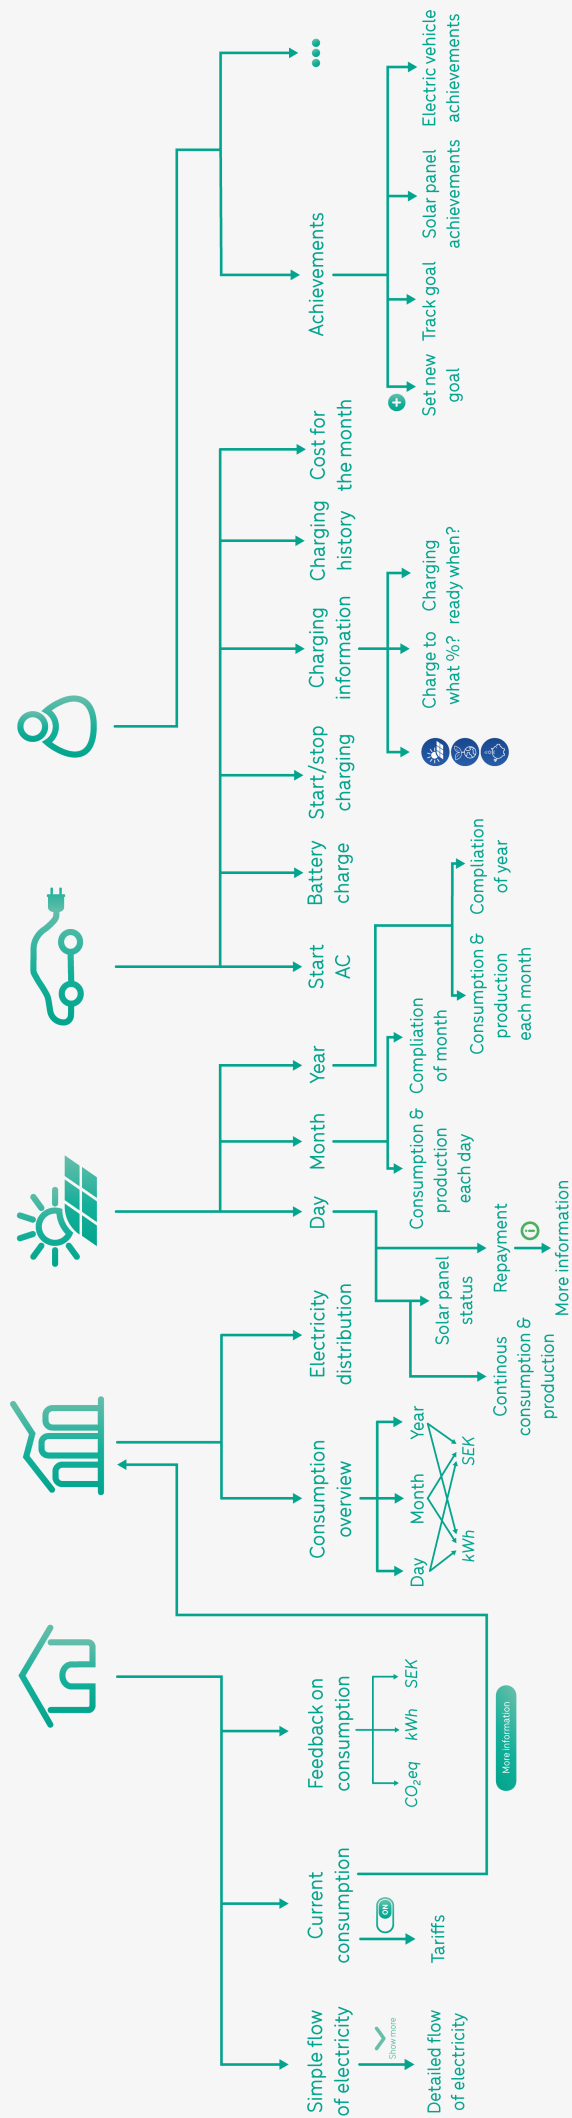 Simple flow
of electricity
Show more
Detailed flow
of electricity
Current
consumption
ON
Tariffs
More information
Feedback on
consumption
CO₂eq
kWh
SEK
Consumption
overview
Day
Month
Year
kWh
SEK
Electricity
distribution
Day
Continous
consumption &
production
Solar panel
status
Repayment
i
More information
Month
Consumption &
production
each day
Compliation
of month
Year
Consumption &
production
each month
Compliation
of year
Start
AC
Battery
charge
Start/stop
charging
Charging
information
Charge to
what %?
Charging
ready when?
Charging
history
Cost for
the month
Achievements
Set new
goal
Track goal
Solar panel
achievements
Electric vehicle
achievements